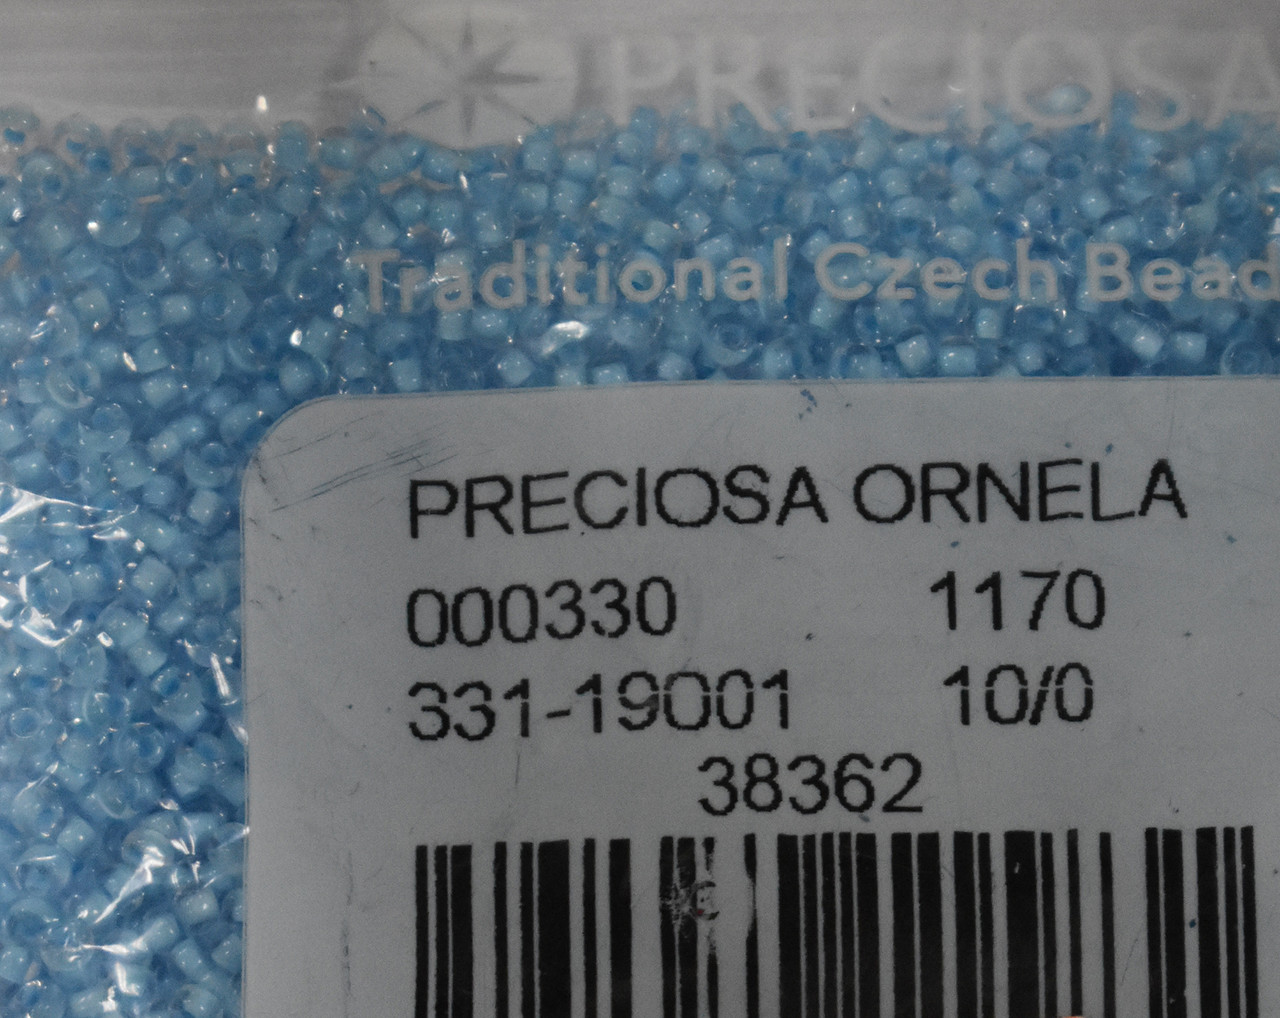 PRECIOSA
Traditional Czech Bead
PRECIOSA ORNELA
000330 1170
331-19001 10/0
38362